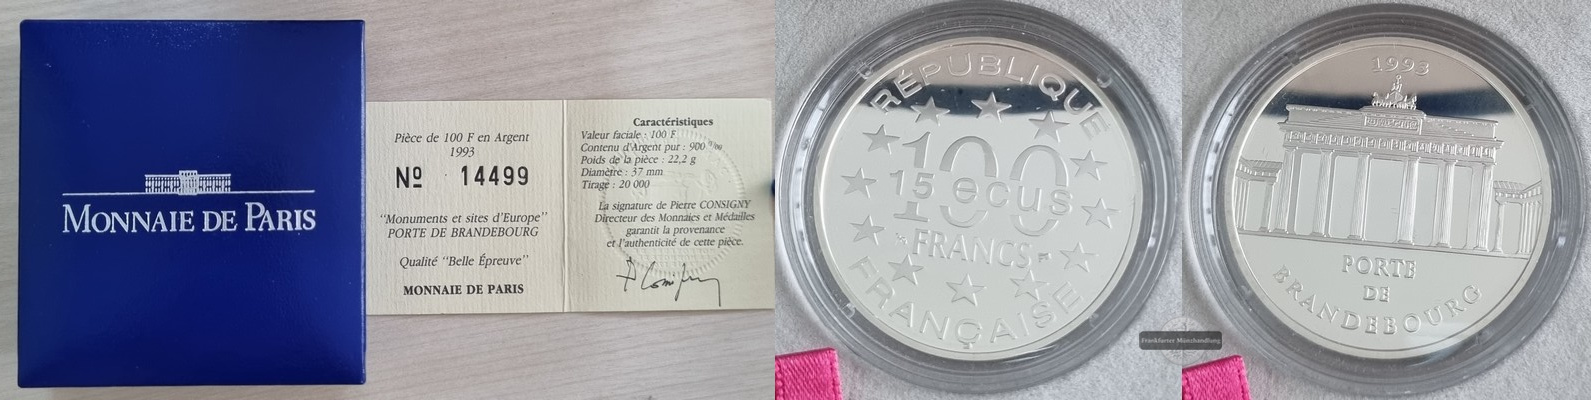 MONNAIE DE PARIS
Pièce de 100 F en Argent
1993
Nº 14499
"Monuments et sites d'Europe"
PORTE DE BRANDEBOURG
Qualité "Belle Épreuve"
MONNAIE DE PARIS
Caractéristiques
Valeur faciale : 100 F
Contenu d'Argent pur : 900 ‰
Poids de la pièce : 22,2 g
Diamètre : 37 mm
Tirage : 20 000
La signature de Pierre CONSIGNY
Directeur des Monnaies et Médailles
garantit la provenance
et l'authenticité de cette pièce.
RÉPUBLIQUE
100
15 ecus
FRANCS
FRANÇAISE
Frankfurter Münzhandlung
1993
PORTE
DE
BRANDEBOURG